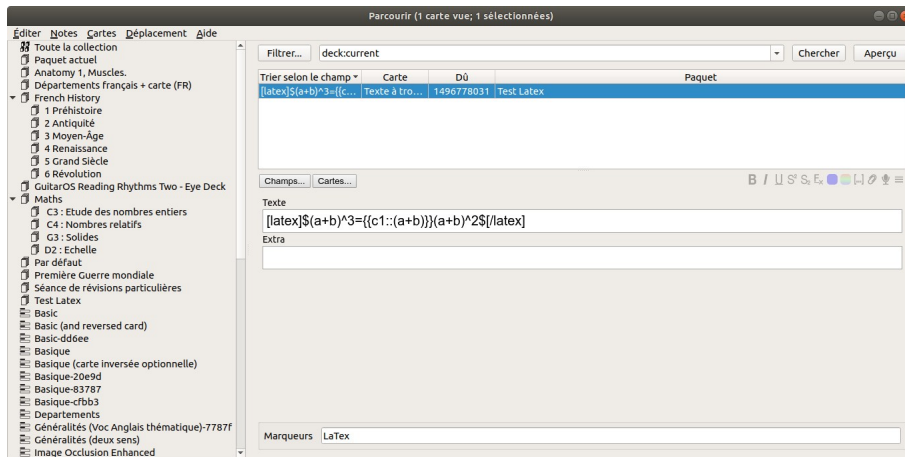 Parcourir (1 carte vue; 1 sélectionnées)
Éditer Notes Cartes Déplacement Aide
Toute la collection
Paquet actuel
Anatomy 1, Muscles.
Départements français + carte (FR)
French History
1 Préhistoire
2 Antiquité
3 Moyen-Âge
4 Renaissance
5 Grand Siècle
6 Révolution
GuitarOS Reading Rhythms Two - Eye Deck
Maths
C3 : Etude des nombres entiers
C4 : Nombres relatifs
G3 : Solides
D2 : Echelle
Par défaut
Première Guerre mondiale
Séance de révisions particulières
Test Latex
Basic
Basic (and reversed card)
Basic-dd6ee
Basique
Basique (carte inversée optionnelle)
Basique-20e9d
Basique-83787
Basique-cfbb3
Departements
Généralités (Voc Anglais thématique)-7787f
Généralités (deux sens)
Image Occlusion Enhanced
Filtrer... deck:current Chercher Aperçu
Trier selon le champ Carte Dû Paquet
[latex]$(a+b)^3={{c... Texte à tro... 1496778031 Test Latex
Champs... Cartes... B I U S² S₂ Eₓ [...]
Texte
[latex]$(a+b)^3={{c1::(a+b)}}(a+b)^2$[/latex]
Extra
Marqueurs LaTex